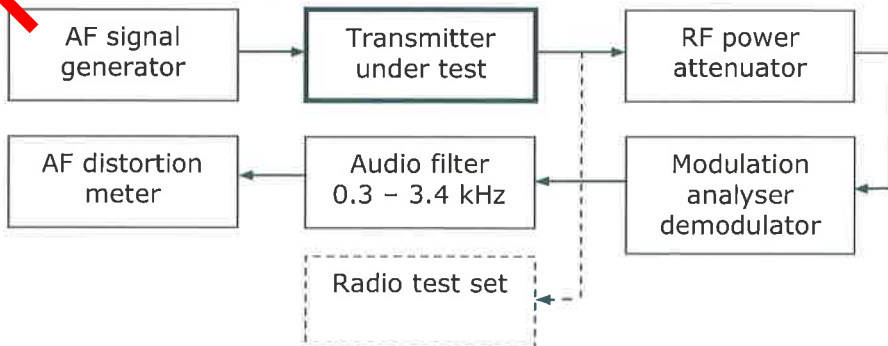 AF signal
generator
Transmitter
under test
RF power
attenuator
AF distortion
meter
Audio filter
0.3 – 3.4 kHz
Modulation
analyser
demodulator
Radio test set